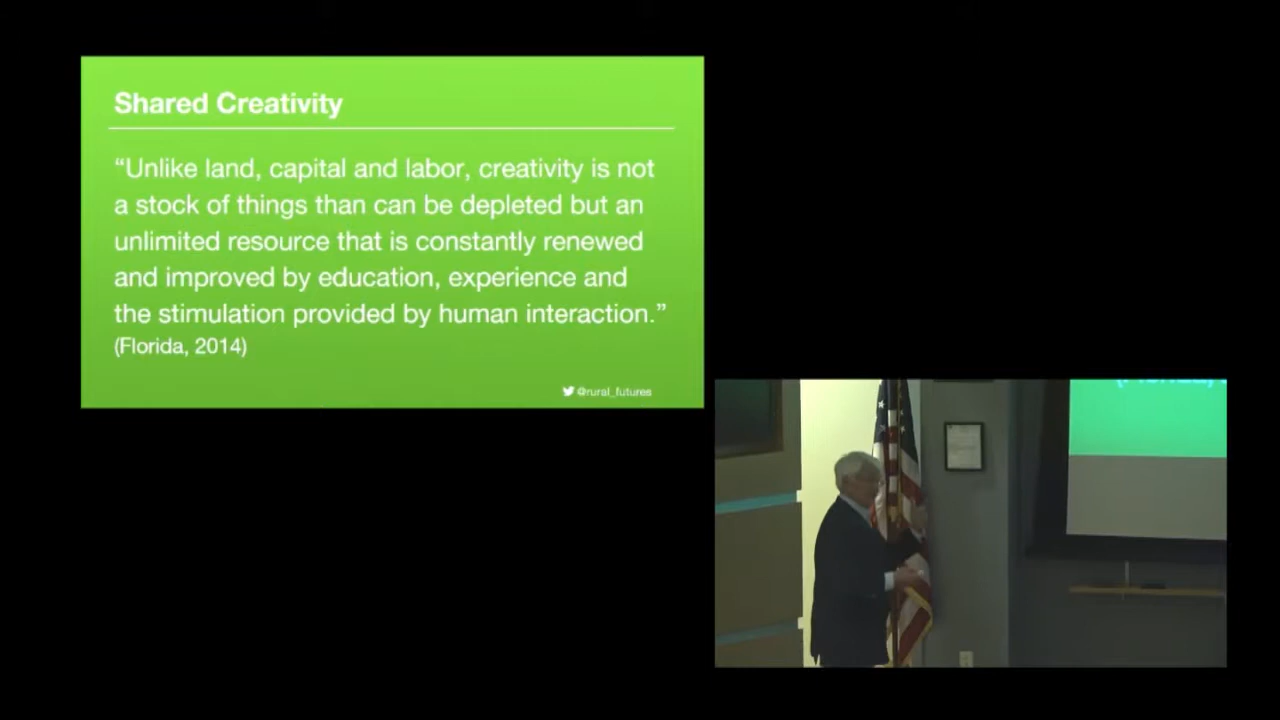 Shared Creativity
“Unlike land, capital and labor, creativity is not
a stock of things than can be depleted but an
unlimited resource that is constantly renewed
and improved by education, experience and
the stimulation provided by human interaction.”
(Florida, 2014)
@rural_futures